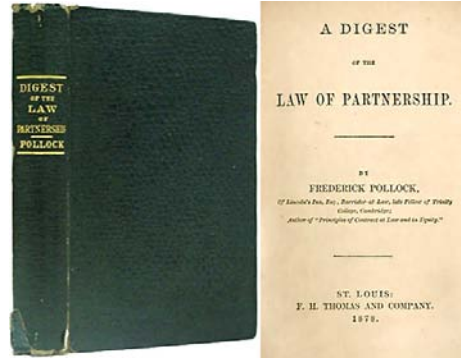 DIGEST
OF THE
LAW
OF
PARTNERSHIP
POLLOCK
A DIGEST
OF THE
LAW OF PARTNERSHIP.
BY
FREDERICK POLLOCK,
Of Lincoln's Inn, Esq., Barrister at Law, late Fellow of Trinity
College, Cambridge;
Author of "Principles of Contract at Law and in Equity."
ST. LOUIS:
F. H. THOMAS AND COMPANY.
1878.